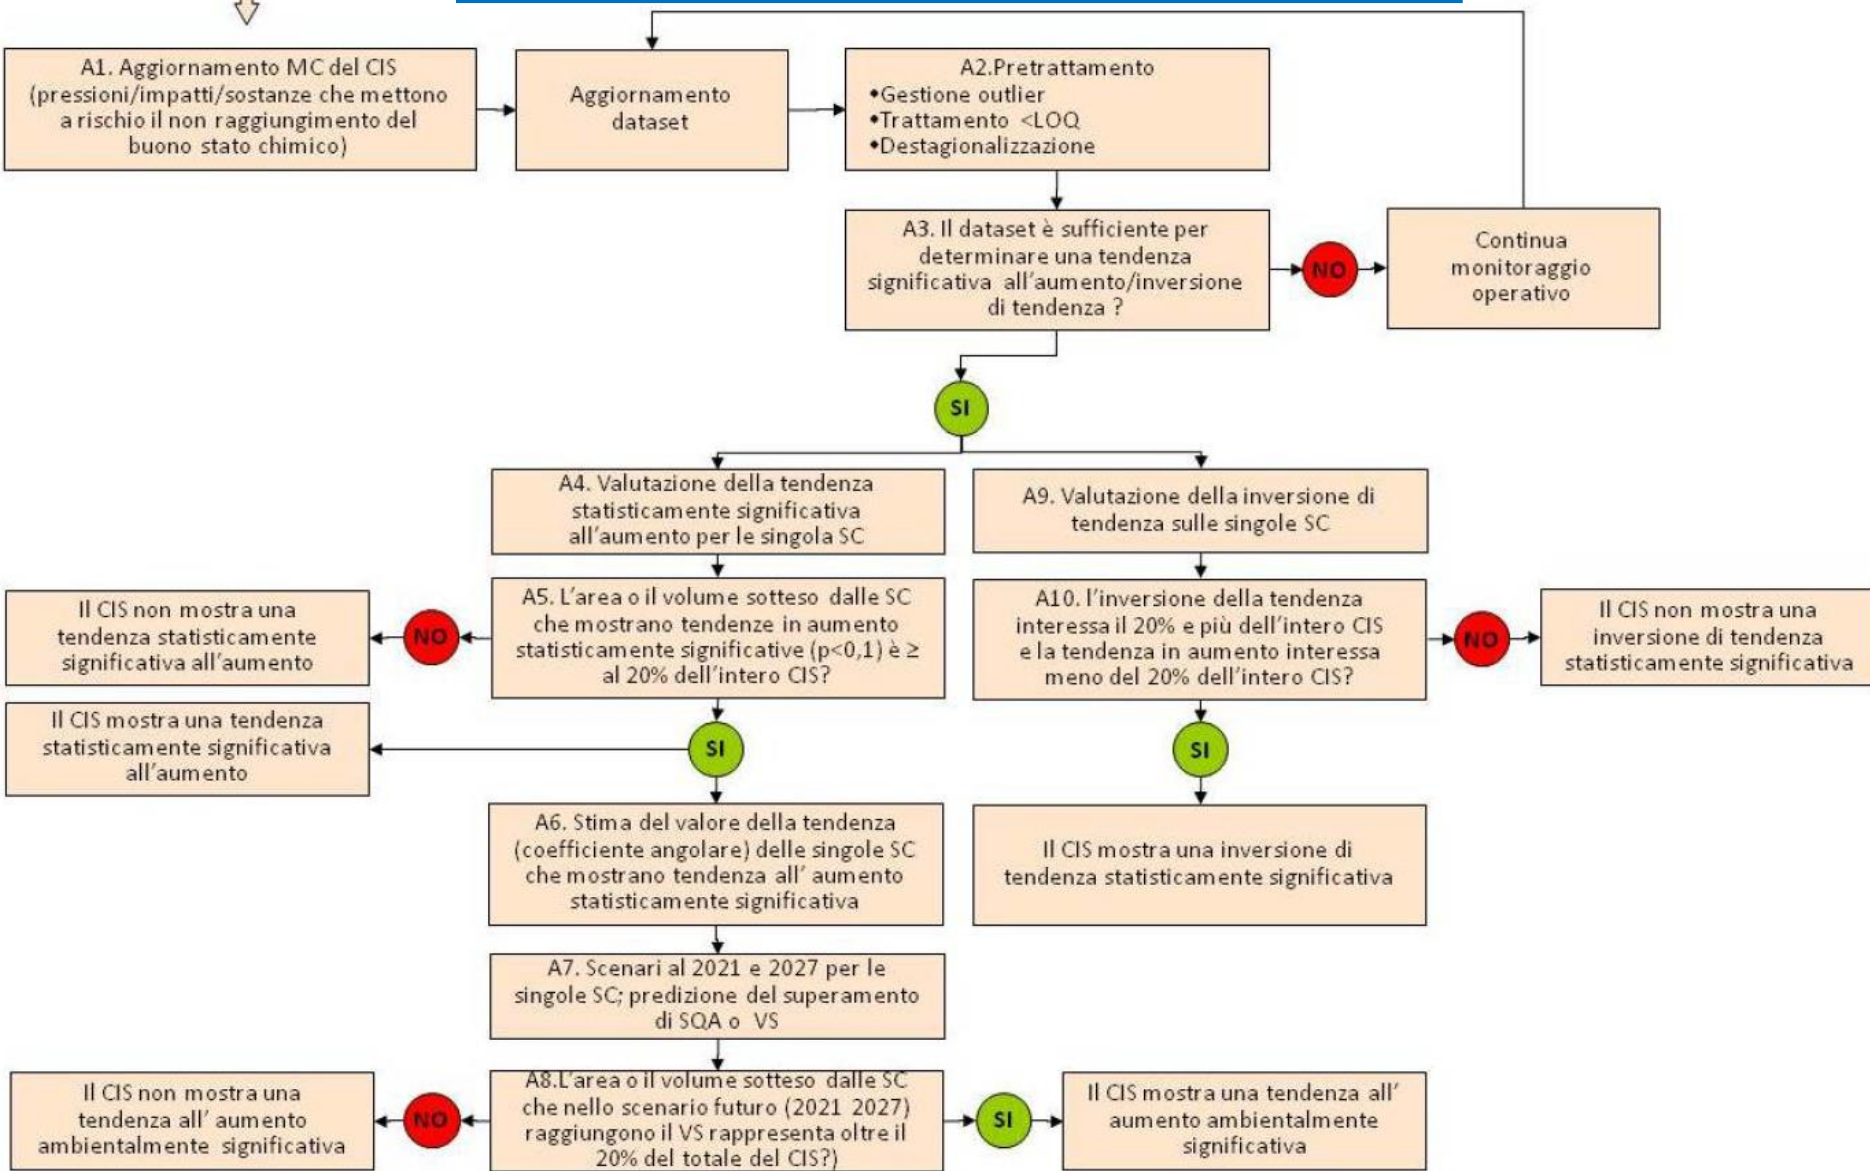 A1. Aggiornamento MC del CIS
(pressioni/impatti/sostanze che mettono
a rischio il non raggiungimento del
buono stato chimico)
Aggiornamento
dataset
A2.Pretrattamento
•Gestione outlier
•Trattamento <LOQ
•Destagionalizzazione
A3. Il dataset è sufficiente per
determinare una tendenza
significativa all'aumento/inversione
di tendenza ?
NO
Continua
monitoraggio
operativo
SI
A4. Valutazione della tendenza
statisticamente significativa
all'aumento per le singola SC
A9. Valutazione della inversione di
tendenza sulle singole SC
Il CIS non mostra una
tendenza statisticamente
significativa all'aumento
NO
A5. L'area o il volume sotteso dalle SC
che mostrano tendenze in aumento
statisticamente significative (p<0,1) è ≥
al 20% dell'intero CIS?
A10. l'inversione della tendenza
interessa il 20% e più dell'intero CIS
e la tendenza in aumento interessa
meno del 20% dell'intero CIS?
NO
Il CIS non mostra una
inversione di tendenza
statisticamente significativa
Il CIS mostra una tendenza
statisticamente significativa
all'aumento
SI
SI
A6. Stima del valore della tendenza
(coefficiente angolare) delle singole SC
che mostrano tendenza all' aumento
statisticamente significativa
Il CIS mostra una inversione di
tendenza statisticamente significativa
A7. Scenari al 2021 e 2027 per le
singole SC; predizione del superamento
di SQA o VS
Il CIS non mostra una
tendenza all' aumento
ambientalmente significativa
NO
A8.L'area o il volume sotteso dalle SC
che nello scenario futuro (2021 2027)
raggiungono il VS rappresenta oltre il
20% del totale del CIS?)
SI
Il CIS mostra una tendenza all'
aumento ambientalmente
significativa